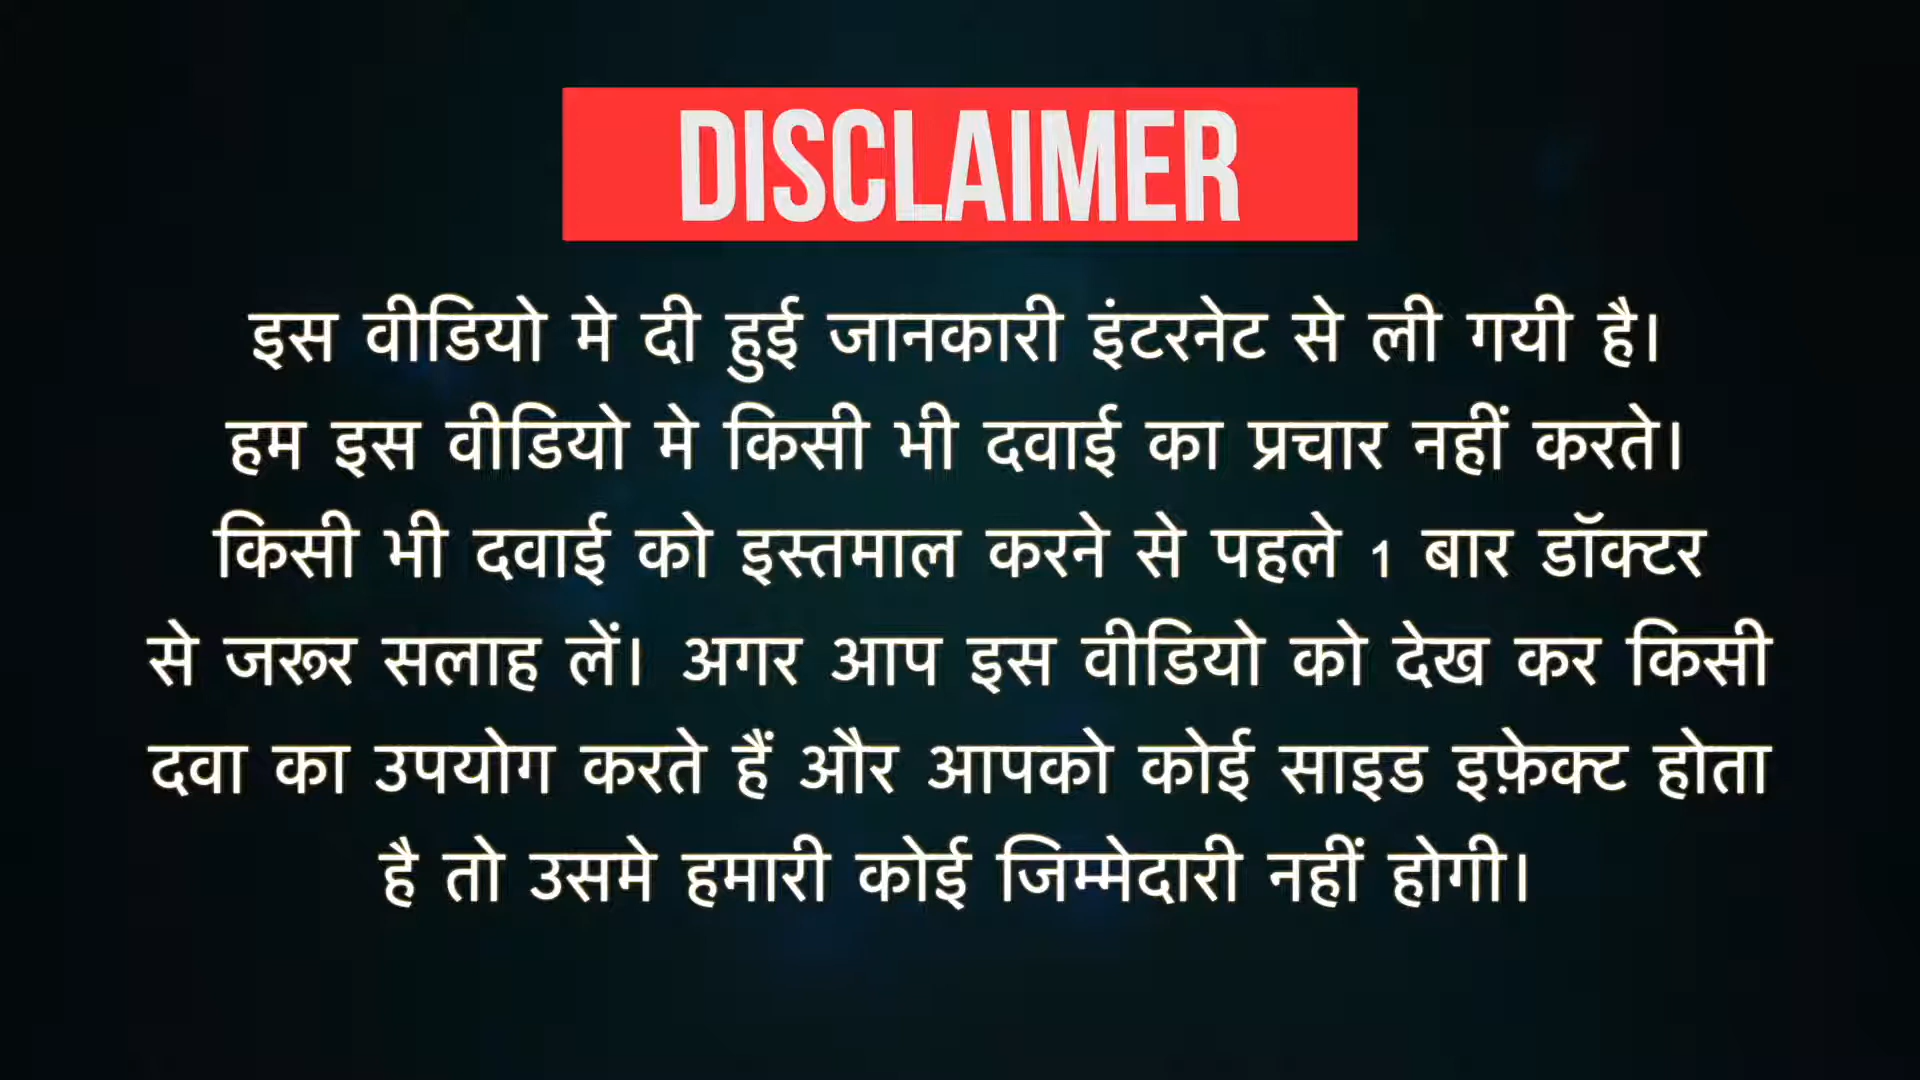 DISCLAIMER
इस वीडियो मे दी हुई जानकारी इंटरनेट से ली गयी है।
हम इस वीडियो मे किसी भी दवाई का प्रचार नहीं करते।
किसी भी दवाई को इस्तमाल करने से पहले 1 बार डॉक्टर
से जरूर सलाह लें। अगर आप इस वीडियो को देख कर किसी
दवा का उपयोग करते हैं और आपको कोई साइड इफ़ेक्ट होता
है तो उसमे हमारी कोई जिम्मेदारी नहीं होगी।